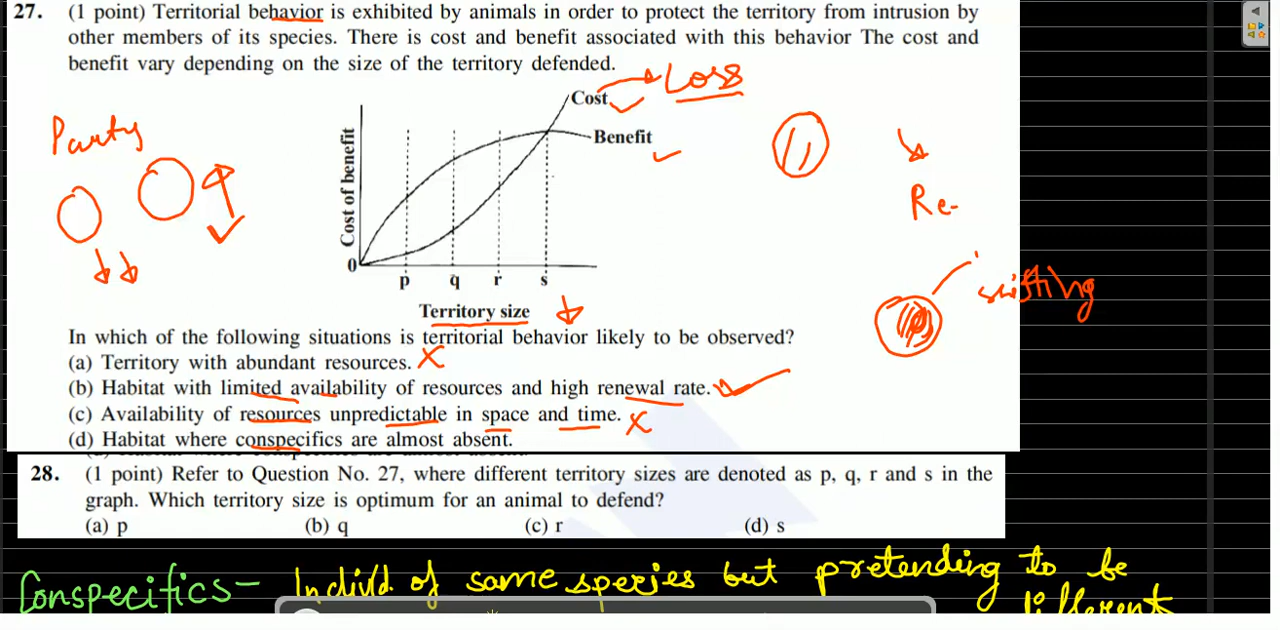 27. (1 point) Territorial behavior is exhibited by animals in order to protect the territory from intrusion by
other members of its species. There is cost and benefit associated with this behavior The cost and
benefit vary depending on the size of the territory defended.
Loss
Cost
Benefit
Party
Re-
Cost of benefit
0
p q r s
shifting
Territory size
In which of the following situations is territorial behavior likely to be observed?
(a) Territory with abundant resources.
(b) Habitat with limited availability of resources and high renewal rate.
(c) Availability of resources unpredictable in space and time.
(d) Habitat where conspecifics are almost absent.
28. (1 point) Refer to Question No. 27, where different territory sizes are denoted as p, q, r and s in the
graph. Which territory size is optimum for an animal to defend?
(a) p (b) q (c) r (d) s
Conspecifics - Individ of same species but pretending to be
different